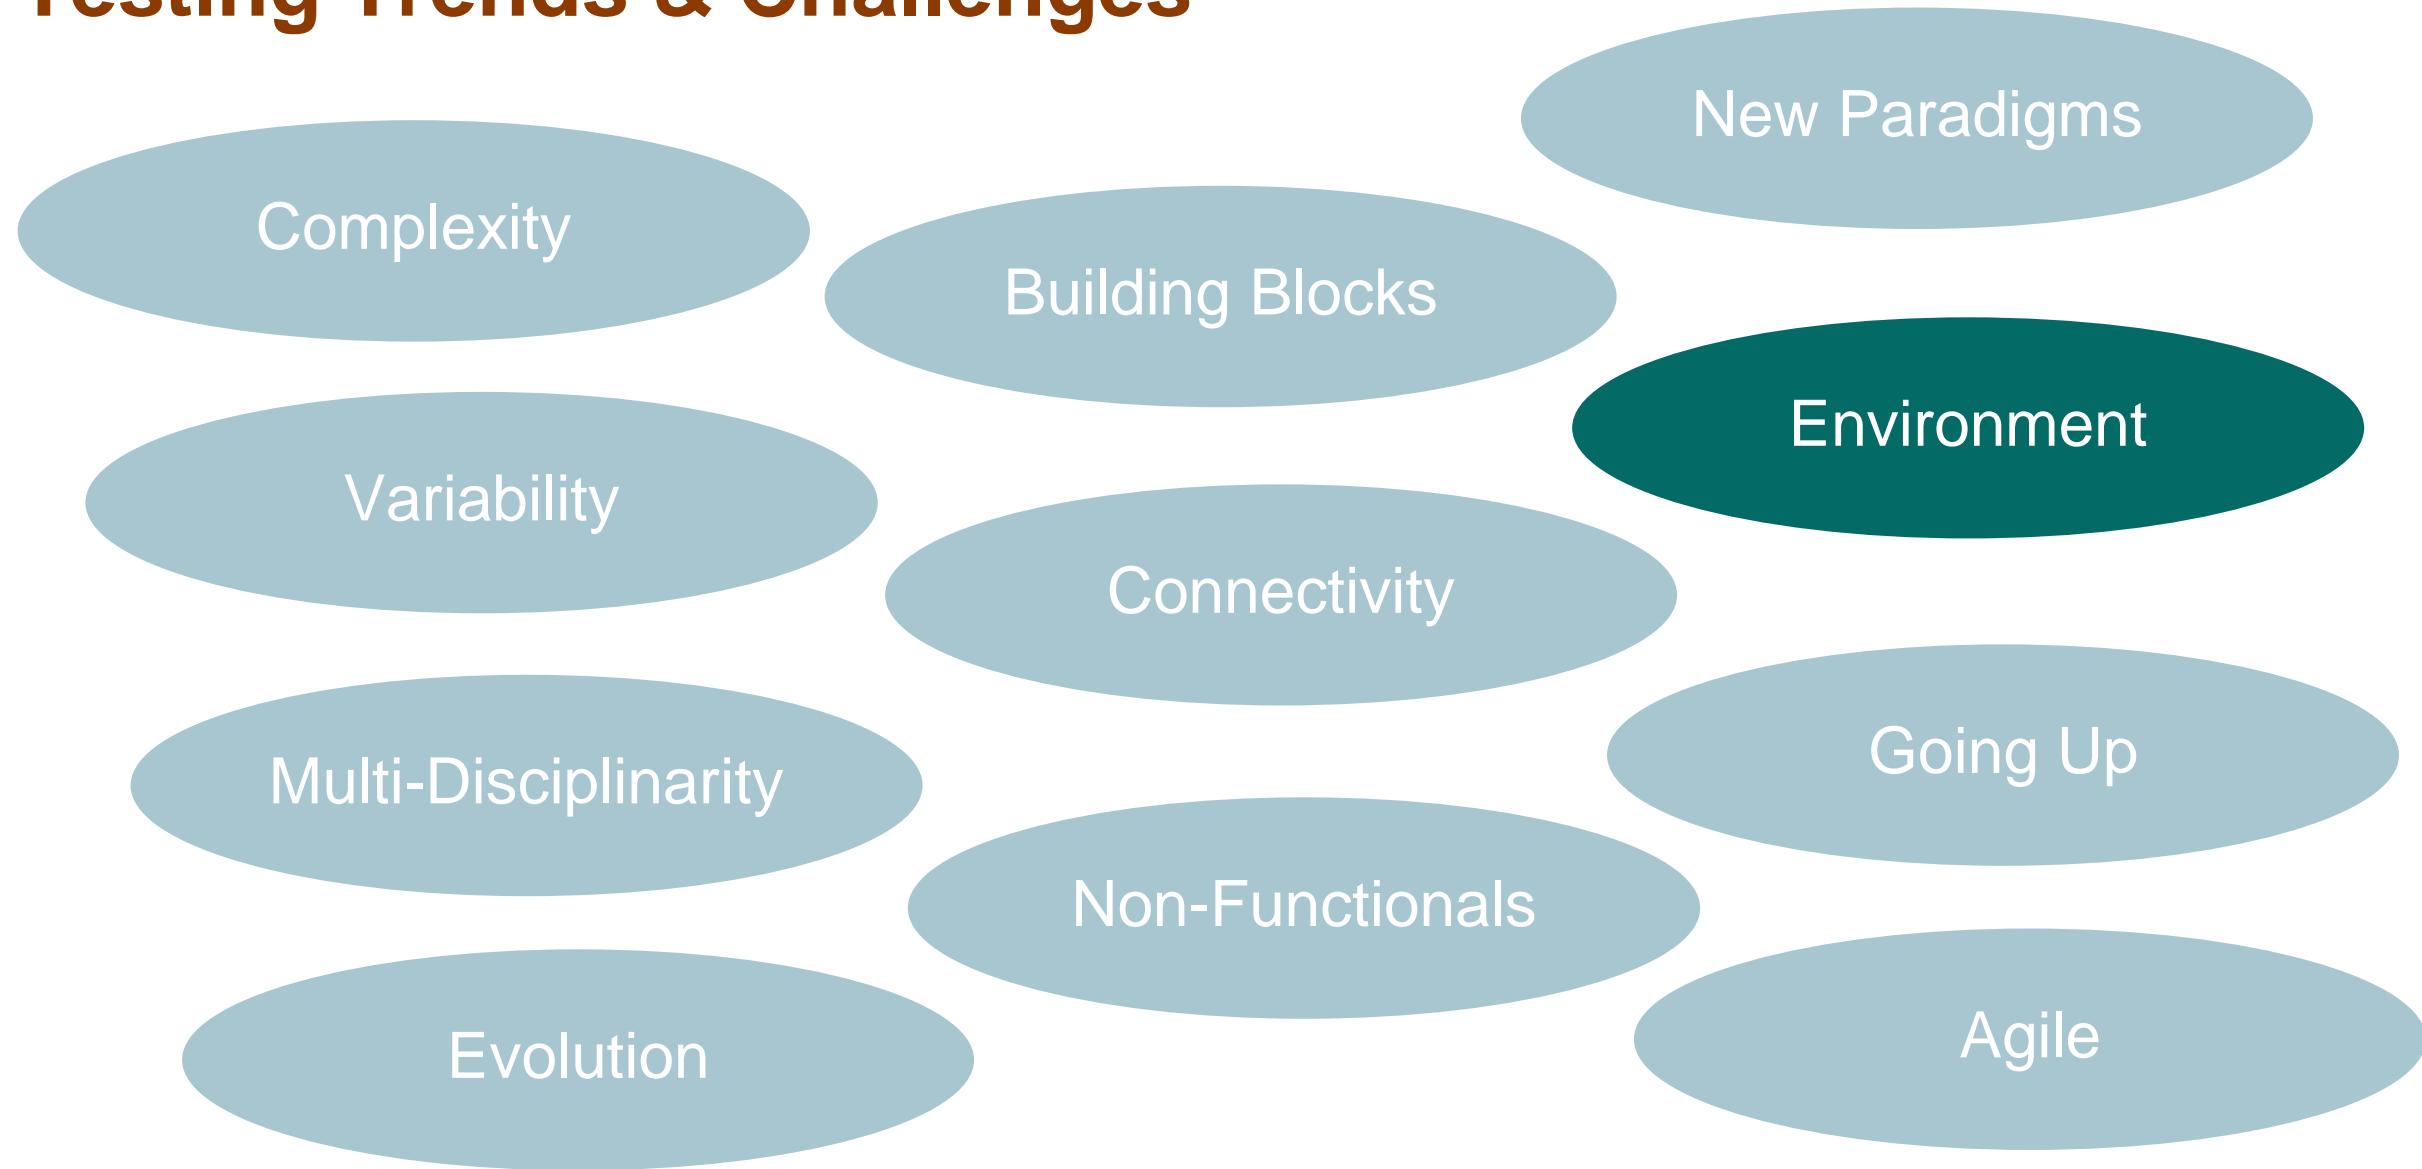 Testing Trends & Challenges
New Paradigms
Complexity
Building Blocks
Environment
Variability
Connectivity
Going Up
Multi-Disciplinarity
Non-Functionals
Agile
Evolution